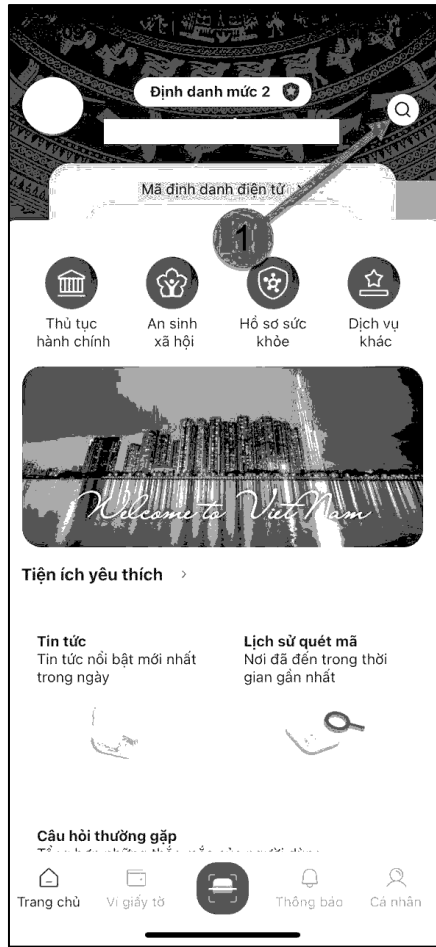 Định danh mức 2
Mã định danh điện tử
1
Thủ tục
hành chính
An sinh
xã hội
Hồ sơ sức
khỏe
Dịch vụ
khác
Welcome to VietNam
Tiện ích yêu thích
Tin tức
Tin tức nổi bật mới nhất
trong ngày
Lịch sử quét mã
Nơi đã đến trong thời
gian gần nhất
Câu hỏi thường gặp
Trang chủ
Ví giấy tờ
Thông báo
Cá nhân